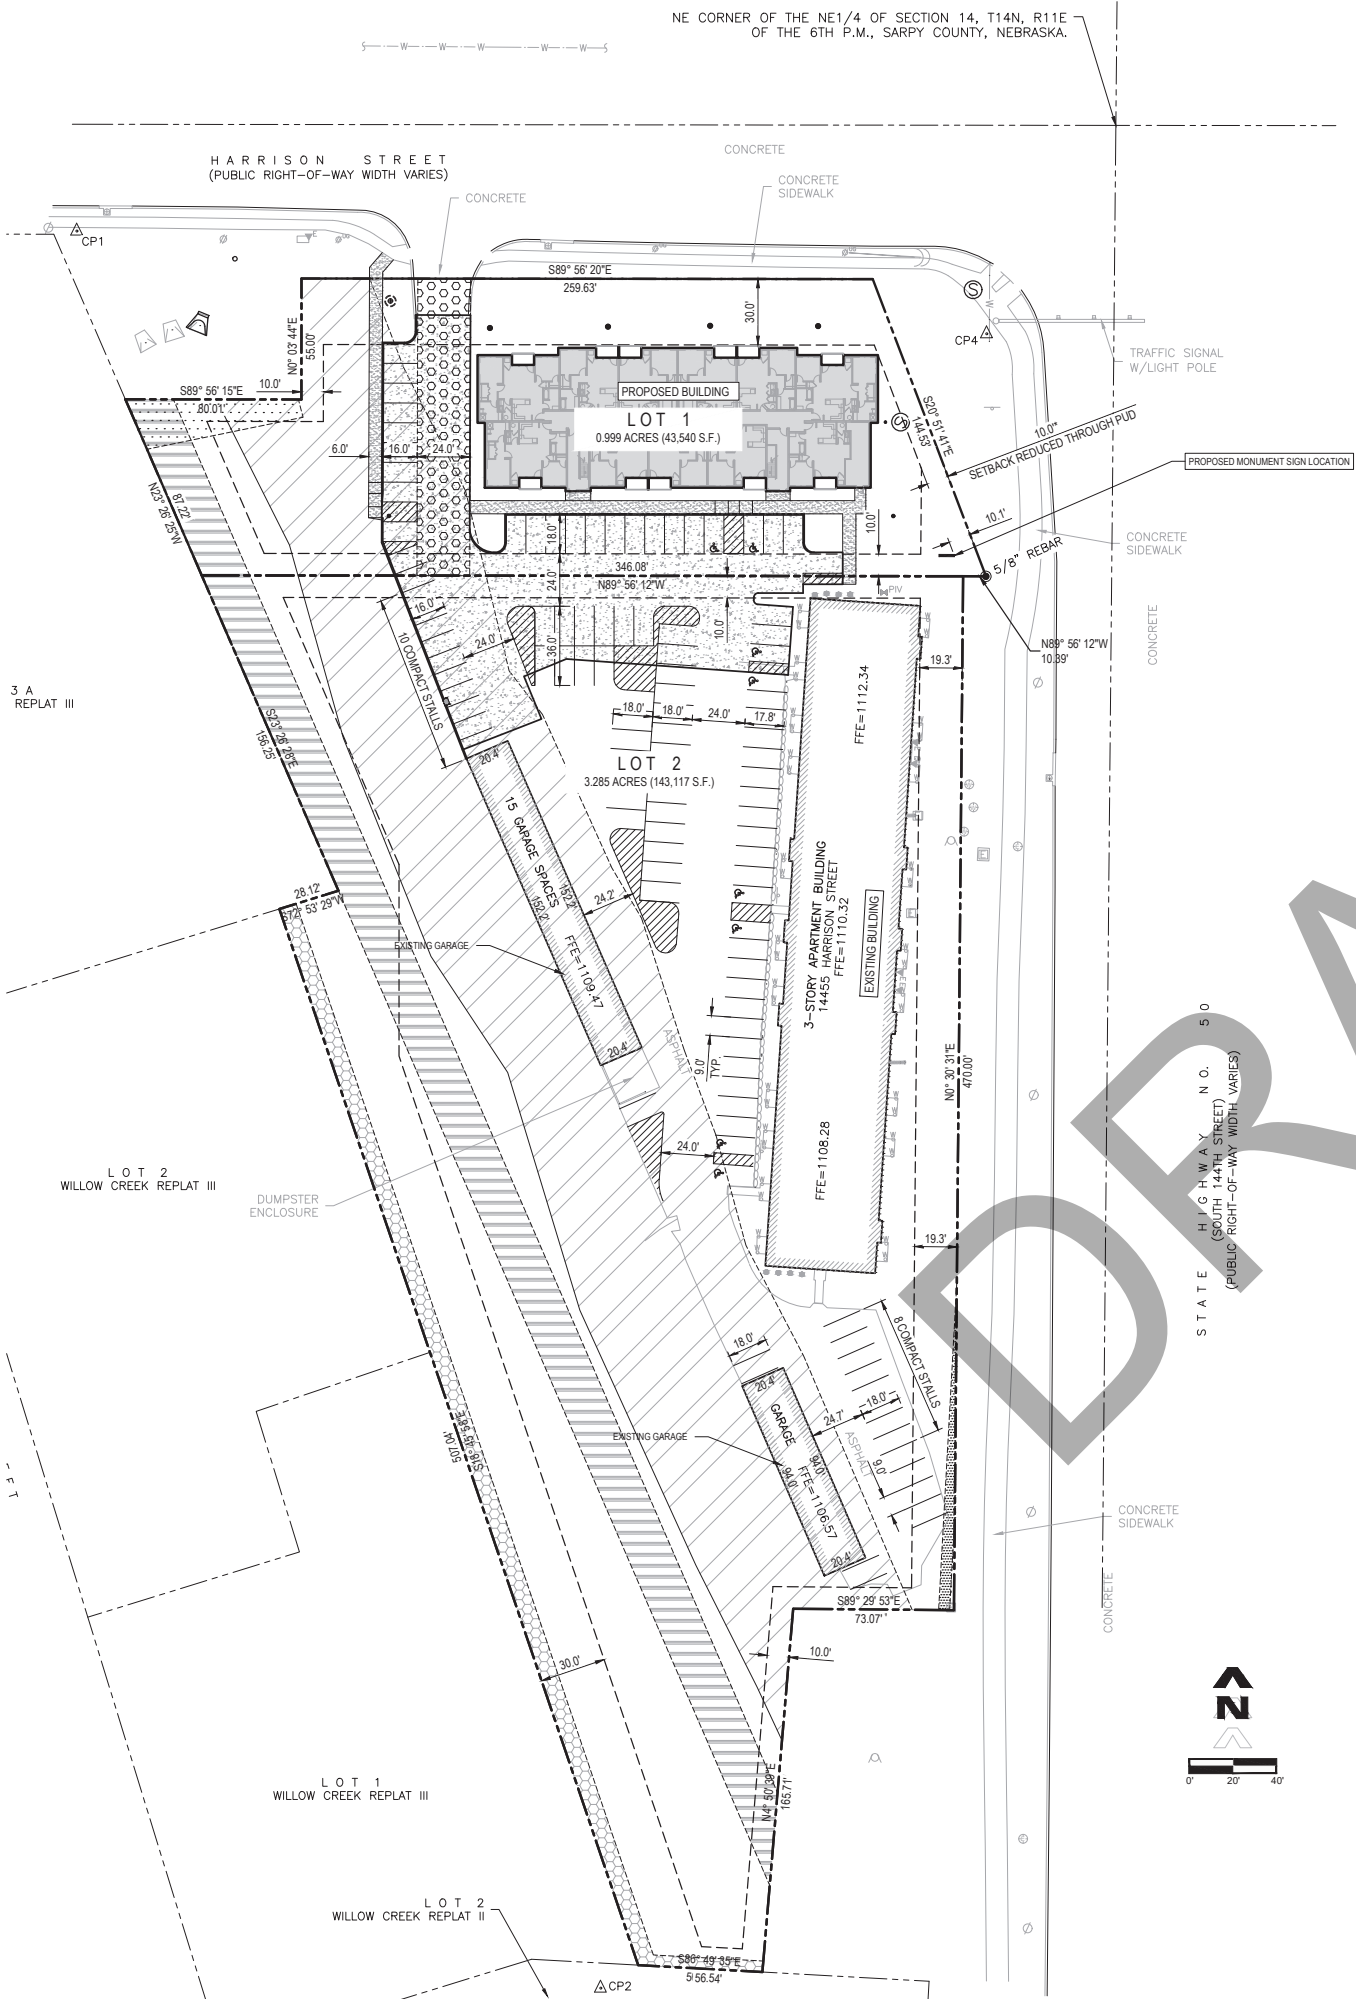 NE CORNER OF THE NE1/4 OF SECTION 14, T14N, R11E
OF THE 6TH P.M., SARPY COUNTY, NEBRASKA.
W W W W W
HARRISON STREET
(PUBLIC RIGHT-OF-WAY WIDTH VARIES)
CONCRETE
CONCRETE
SIDEWALK
CONCRETE
CP1
S89° 56' 20"E
259.63'
30.0'
N0° 03' 44"E
55.00'
CP4
TRAFFIC SIGNAL
W/LIGHT POLE
S89° 56' 15"E
80.01'
10.0'
PROPOSED BUILDING
LOT 1
0.999 ACRES (43,540 S.F.)
S20° 51' 41"E
144.53'
10.0'
SETBACK REDUCED THROUGH PUD
PROPOSED MONUMENT SIGN LOCATION
6.0'
16.0'
24.0'
N23° 26' 25"W
87.22'
10.1'
18.0'
10.0'
CONCRETE
SIDEWALK
5/8" REBAR
346.08'
N89° 56' 12"W
24.0'
PIV
16.0'
24.0'
36.0'
10.0'
10 COMPACT STALLS
N89° 56' 12"W
10.39'
CONCRETE
19.3'
3 A
REPLAT III
S23° 26' 28"E
156.25'
18.0'
18.0'
24.0'
17.8'
FFE=1112.34
LOT 2
3.285 ACRES (143,117 S.F.)
20.4'
15 GARAGE SPACES
152.2'
152.2'
FFE=1109.47
24.2'
28.12'
S72° 53' 29"W
EXISTING GARAGE
3-STORY APARTMENT BUILDING
14455 HARRISON STREET
FFE=1110.32
EXISTING BUILDING
20.4'
ASPHALT
9.0'
TYP.
N0° 30' 31"E
470.00'
STATE HIGHWAY NO. 50
(SOUTH 144TH STREET)
(PUBLIC RIGHT-OF-WAY WIDTH VARIES)
DRA
LOT 2
WILLOW CREEK REPLAT III
DUMPSTER
ENCLOSURE
24.0'
FFE=1108.28
19.3'
18.0'
8 COMPACT STALLS
20.4'
GARAGE
94.0'
94.0'
FFE=1106.57
24.7'
18.0'
ASPHALT
9.0'
EXISTING GARAGE
20.4'
507.04'
CONCRETE
SIDEWALK
CONCRETE
S89° 29' 53"E
73.07'
10.0'
30.0'
N
0' 20' 40'
LOT 1
WILLOW CREEK REPLAT III
N4° 50' 39"E
165.71'
LOT 2
WILLOW CREEK REPLAT II
S86° 49' 35"E
56.54'
CP2